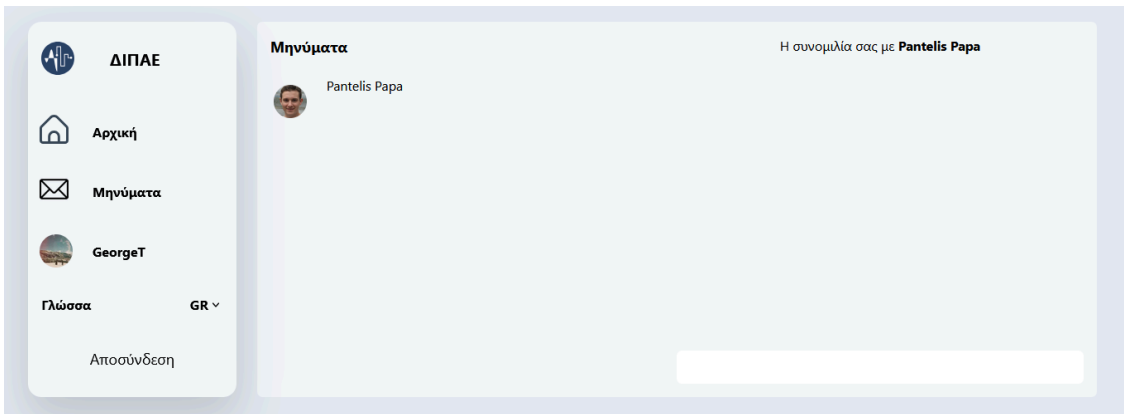 ΔΙΠΑΕ
Αρχική
Μηνύματα
GeorgeT
Γλώσσα GR
Αποσύνδεση
Μηνύματα
Pantelis Papa
Η συνομιλία σας με Pantelis Papa